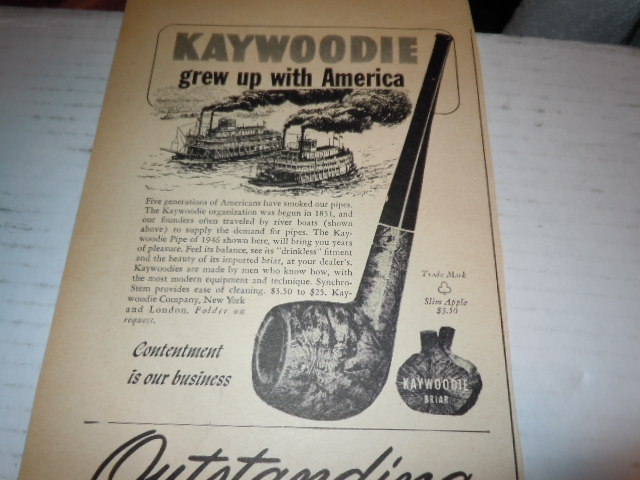 KAYWOODIE
grew up with America
Five generations of Americans have smoked our pipes.
The Kaywoodie organization was begun in 1851, and
our founders often traveled by river boats (shown
above) to supply the demand for pipes. The Kay-
woodie Pipe of 1946 shown here, will bring you years
of pleasure. Feel its balance, see its "drinkless" fitment
and the beauty of its imported briar, at your dealer's.
Kaywoodies are made by men who know how, with
the most modern equipment and technique. Synchro-
Stem provides ease of cleaning. $3.50 to $25. Kay-
woodie Company, New York
and London. Folder on
request.
Trade Mark
Slim Apple
$3.50
Contentment
is our business
KAYWOODIE
BRIAR
Outstanding